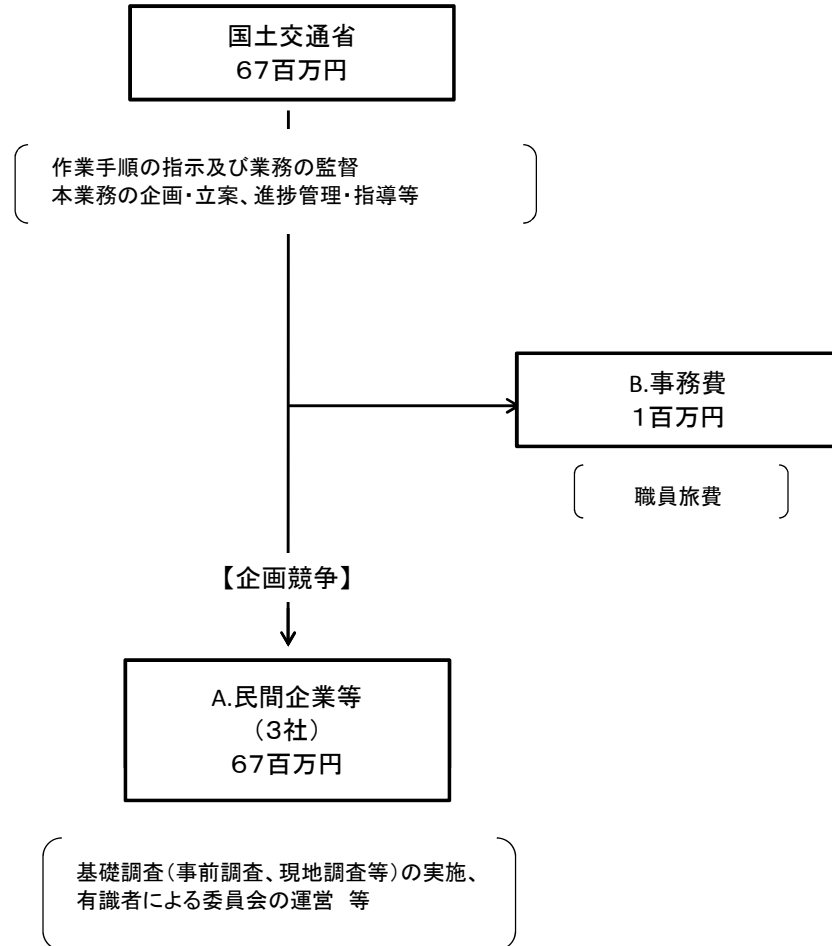 国土交通省
67百万円
作業手順の指示及び業務の監督
本業務の企画・立案、進捗管理・指導等
B.事務費
1百万円
職員旅費
【企画競争】
A.民間企業等
(3社)
67百万円
基礎調査(事前調査、現地調査等)の実施、
有識者による委員会の運営　等